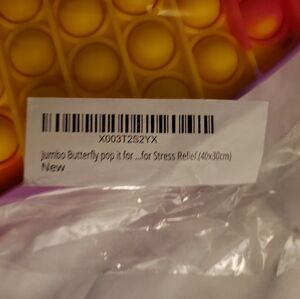 X003T2S2YX
Jumbo Butterfly pop it for ...for Stress Relief (40x30cm)
New